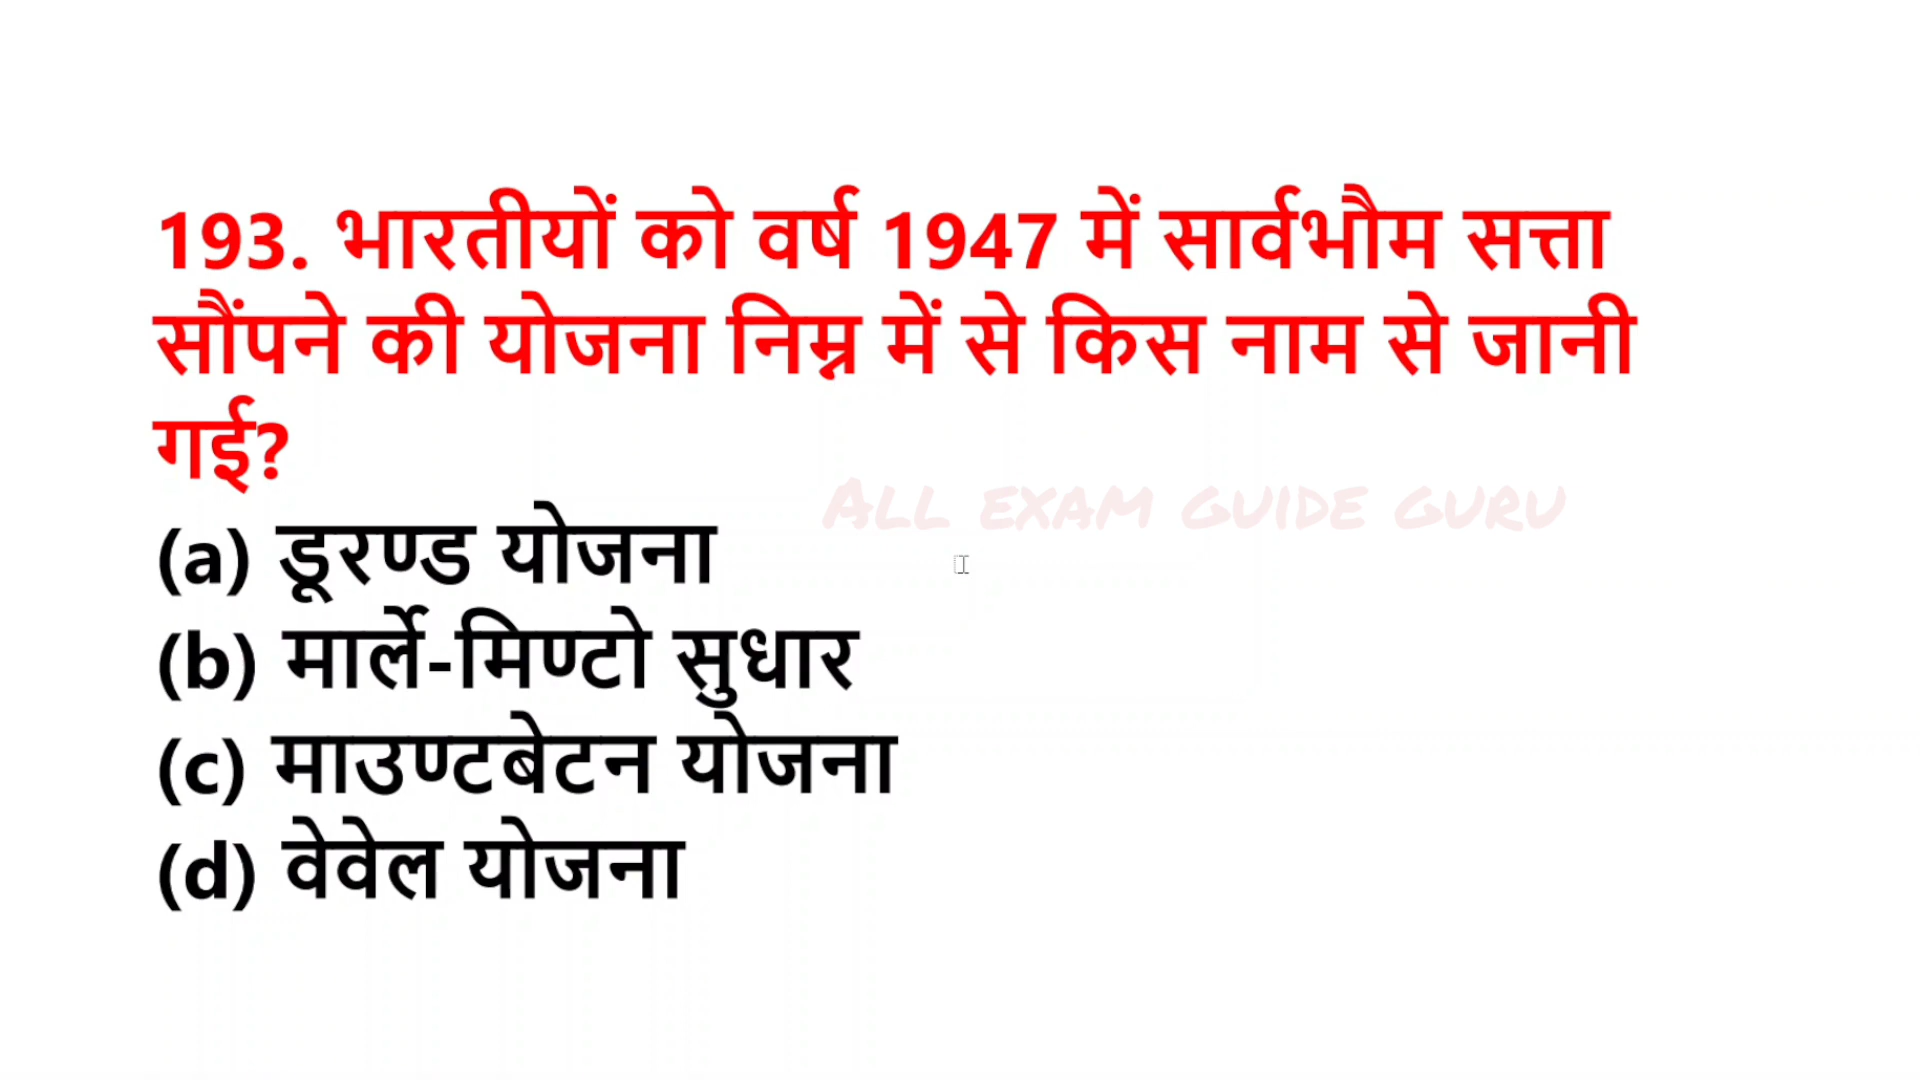 193. भारतीयों को वर्ष 1947 में सार्वभौम सत्ता
सौंपने की योजना निम्न में से किस नाम से जानी
गई?
ALL EXAM GUIDE GURU
(a) डूरण्ड योजना
(b) मार्ले-मिण्टो सुधार
(c) माउण्टबेटन योजना
(d) वेवेल योजना